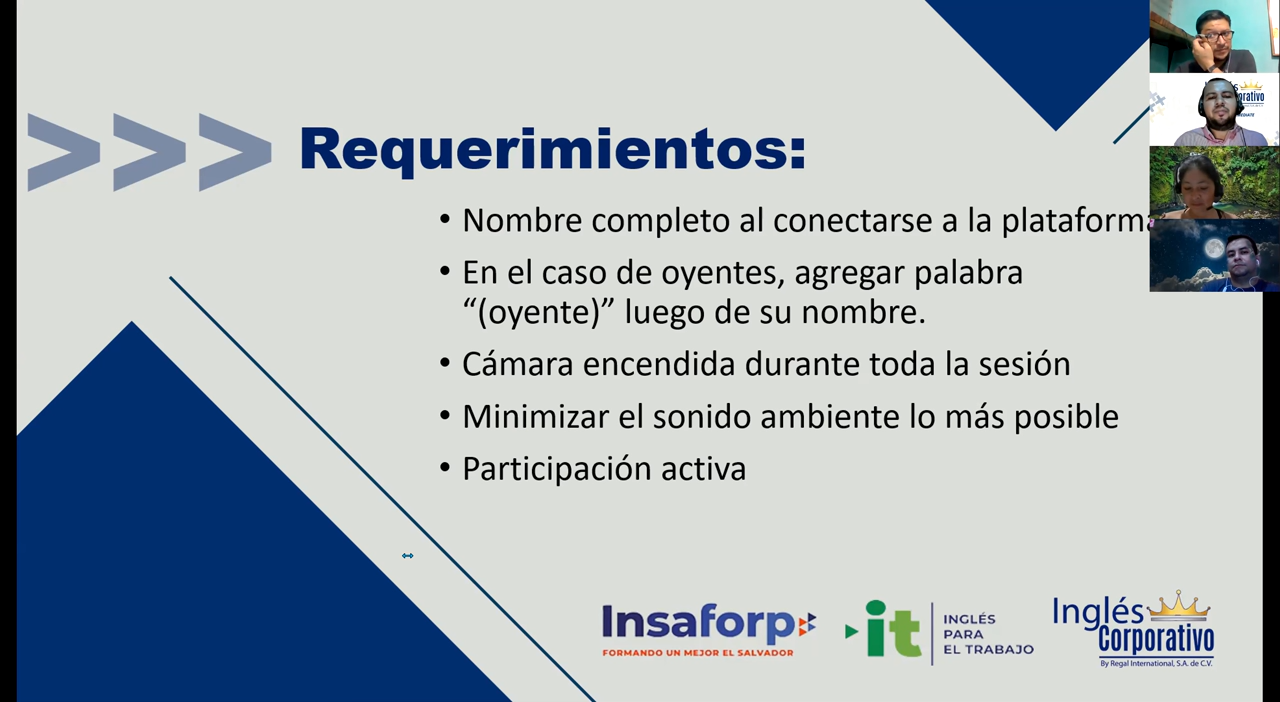 >>> Requerimientos:
• Nombre completo al conectarse a la plataforma
• En el caso de oyentes, agregar palabra
“(oyente)” luego de su nombre.
• Cámara encendida durante toda la sesión
• Minimizar el sonido ambiente lo más posible
• Participación activa
Insaforp
FORMANDO UN MEJOR EL SALVADOR
it
INGLÉS
PARA
EL TRABAJO
Inglés
Corporativo
By Regal International, S.A. de C.V.